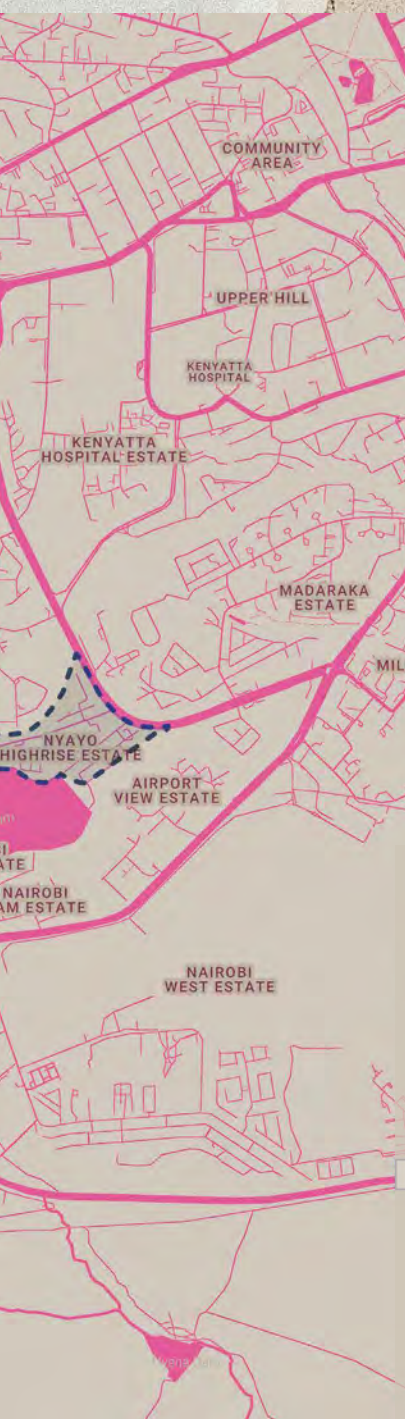 COMMUNITY
AREA
UPPER HILL
KENYATTA
HOSPITAL
KENYATTA
HOSPITAL ESTATE
MADARAKA
ESTATE
MIL
NYAYO
HIGHRISE ESTATE
AIRPORT
VIEW ESTATE
am
I
ATE
NAIROBI
AM ESTATE
NAIROBI
WEST ESTATE